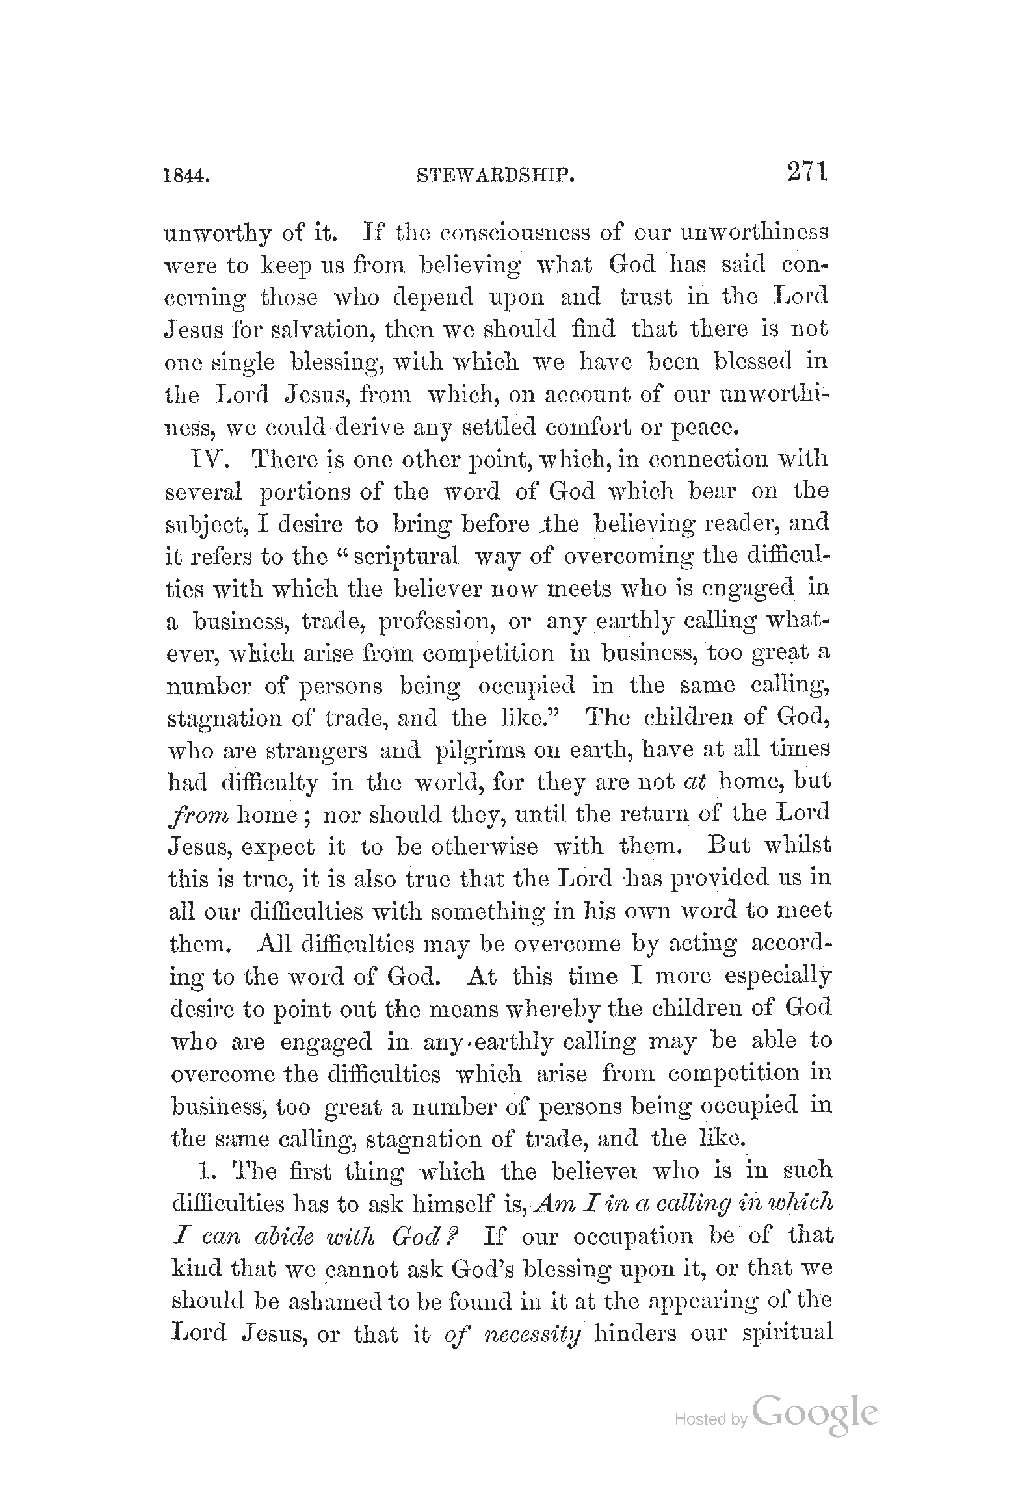 1844. STEWARDSHIP. 271
unworthy of it. If the consciousness of our unworthiness
were to keep us from believing what God has said con-
cerning those who depend upon and trust in the Lord
Jesus for salvation, then we should find that there is not
one single blessing, with which we have been blessed in
the Lord Jesus, from which, on account of our unworthi-
ness, we could derive any settled comfort or peace.
IV. There is one other point, which, in connection with
several portions of the word of God which bear on the
subject, I desire to bring before the believing reader, and
it refers to the "scriptural way of overcoming the difficul-
ties with which the believer now meets who is engaged in
a business, trade, profession, or any earthly calling what-
ever, which arise from competition in business, too great a
number of persons being occupied in the same calling,
stagnation of trade, and the like." The children of God,
who are strangers and pilgrims on earth, have at all times
had difficulty in the world, for they are not at home, but
from home; nor should they, until the return of the Lord
Jesus, expect it to be otherwise with them. But whilst
this is true, it is also true that the Lord has provided us in
all our difficulties with something in his own word to meet
them. All difficulties may be overcome by acting accord-
ing to the word of God. At this time I more especially
desire to point out the means whereby the children of God
who are engaged in any earthly calling may be able to
overcome the difficulties which arise from competition in
business, too great a number of persons being occupied in
the same calling, stagnation of trade, and the like.
1. The first thing which the believer who is in such
difficulties has to ask himself is, Am I in a calling in which
I can abide with God? If our occupation be of that
kind that we cannot ask God's blessing upon it, or that we
should be ashamed to be found in it at the appearing of the
Lord Jesus, or that it of necessity hinders our spiritual
Hosted by Google